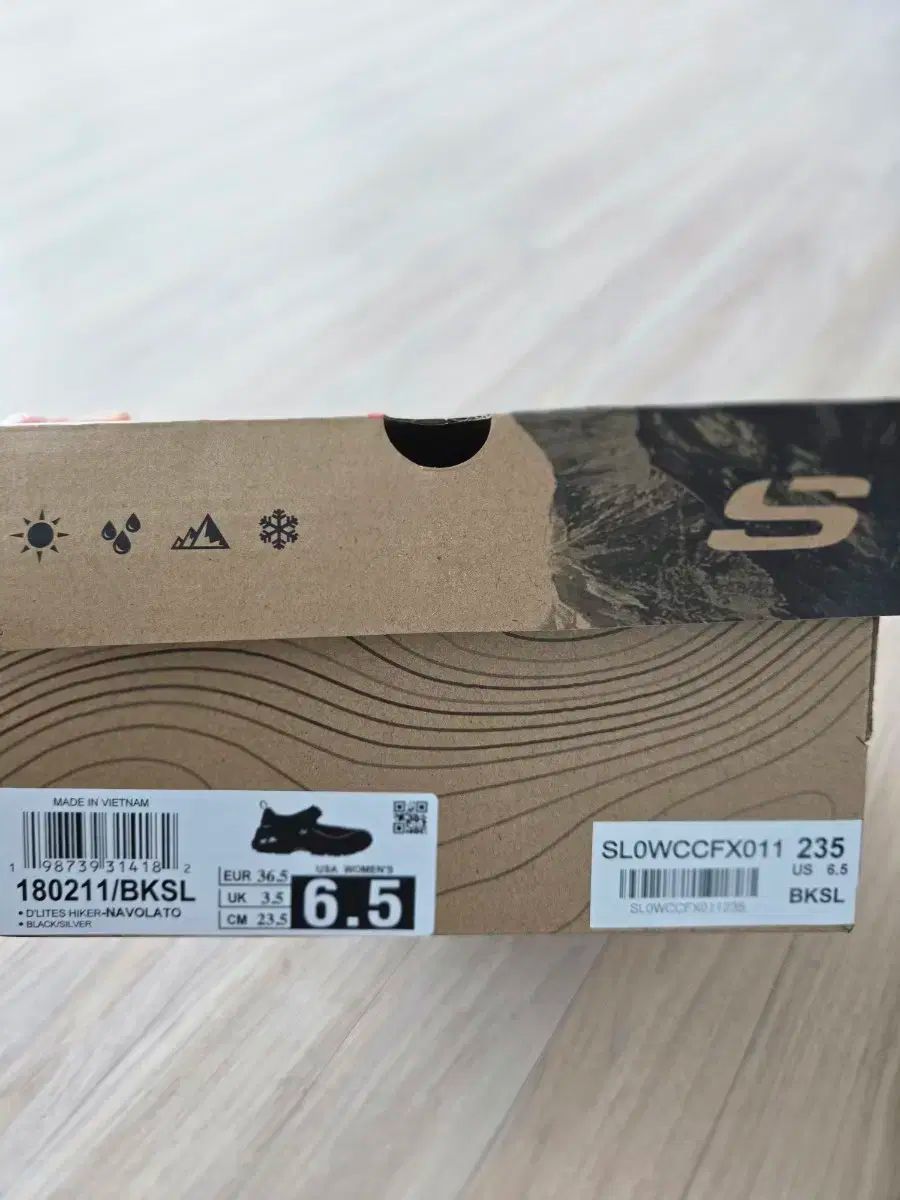 S
MADE IN VIETNAM
1 98739 31418 2
180211/BKSL
• D'LITES HIKER-NAVOLATO
• BLACK/SILVER
EUR 36.5
UK 3.5
CM 23.5
USA WOMEN'S
6.5
SL0WCCFX011 235
US 6.5
SL0WCCFX011235
BKSL